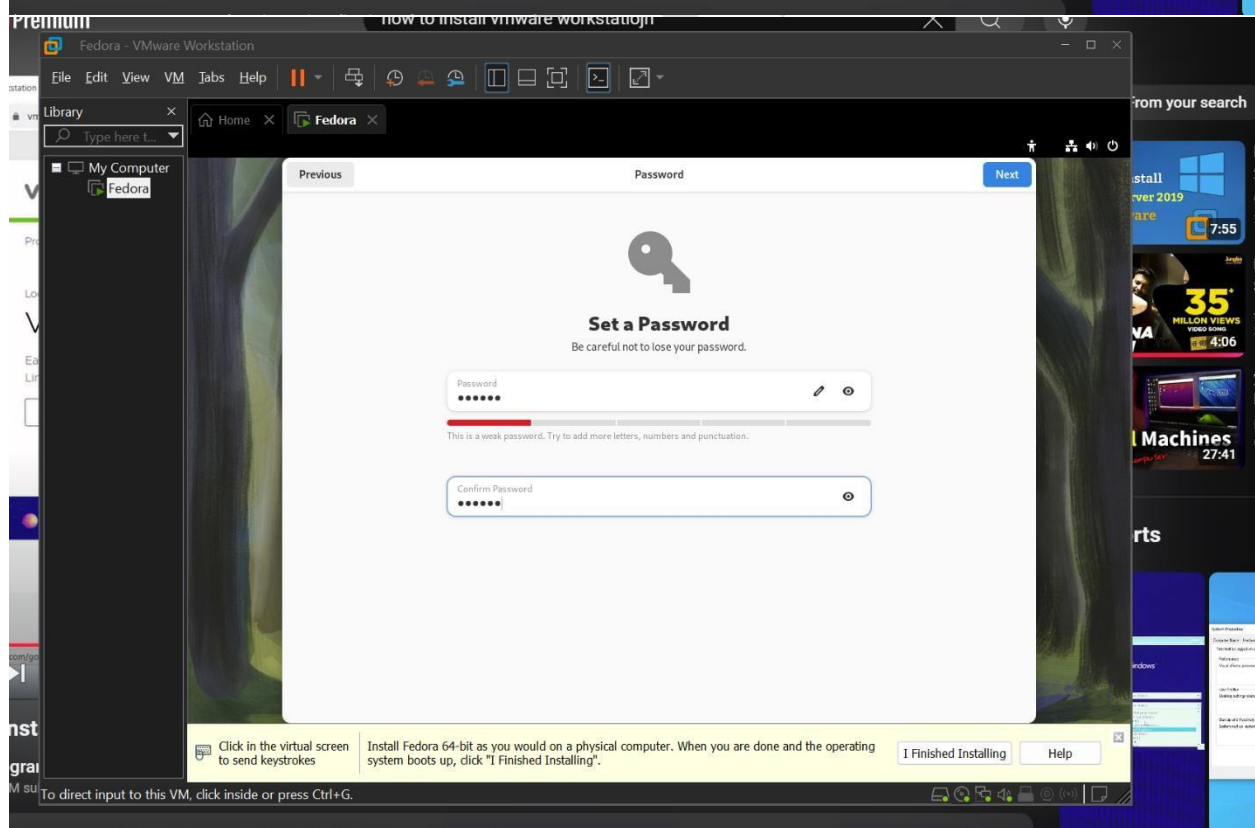 Premium
how to install vmware workstatiojn
Fedora - VMware Workstation
File Edit View VM Tabs Help
Library
Type here t...
My Computer
Fedora
Home
Fedora
Previous
Password
Next
Set a Password
Be careful not to lose your password.
Password
This is a weak password. Try to add more letters, numbers and punctuation.
Confirm Password
Click in the virtual screen
to send keystrokes
Install Fedora 64-bit as you would on a physical computer. When you are done and the operating
system boots up, click "I Finished Installing".
I Finished Installing
Help
To direct input to this VM, click inside or press Ctrl+G.
From your search
stall
rver 2019
are
7:55
35+
MILLON VIEWS
VIDEO SONG
4:06
Machines
27:41
rts
indows